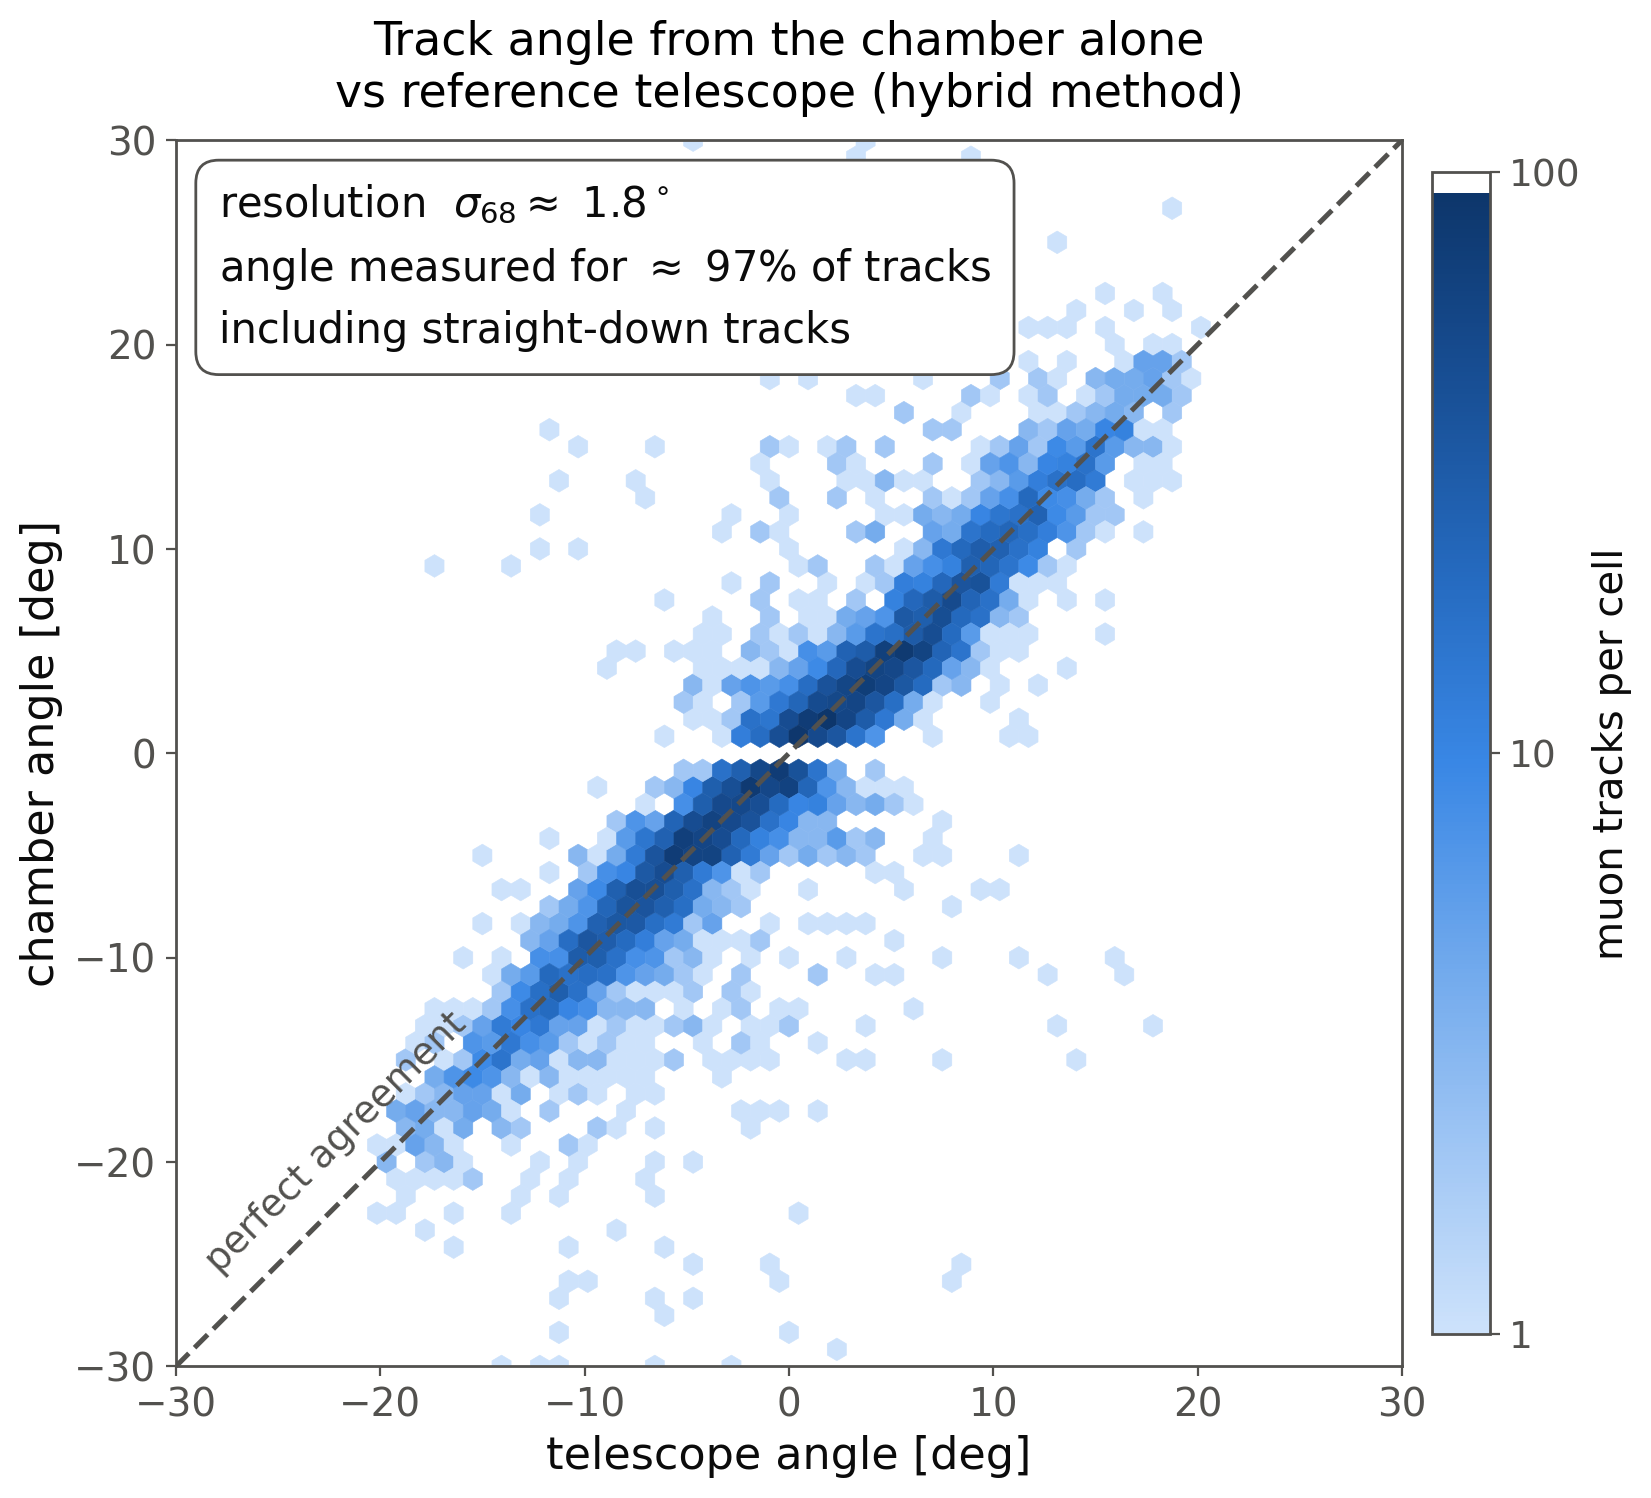 Track angle from the chamber alone
vs reference telescope (hybrid method)
resolution σ68 ≈ 1.8°
angle measured for ≈ 97% of tracks
including straight-down tracks
perfect agreement
chamber angle [deg]
30
20
10
0
−10
−20
−30
−30
−20
−10
0
10
20
30
telescope angle [deg]
100
10
1
muon tracks per cell